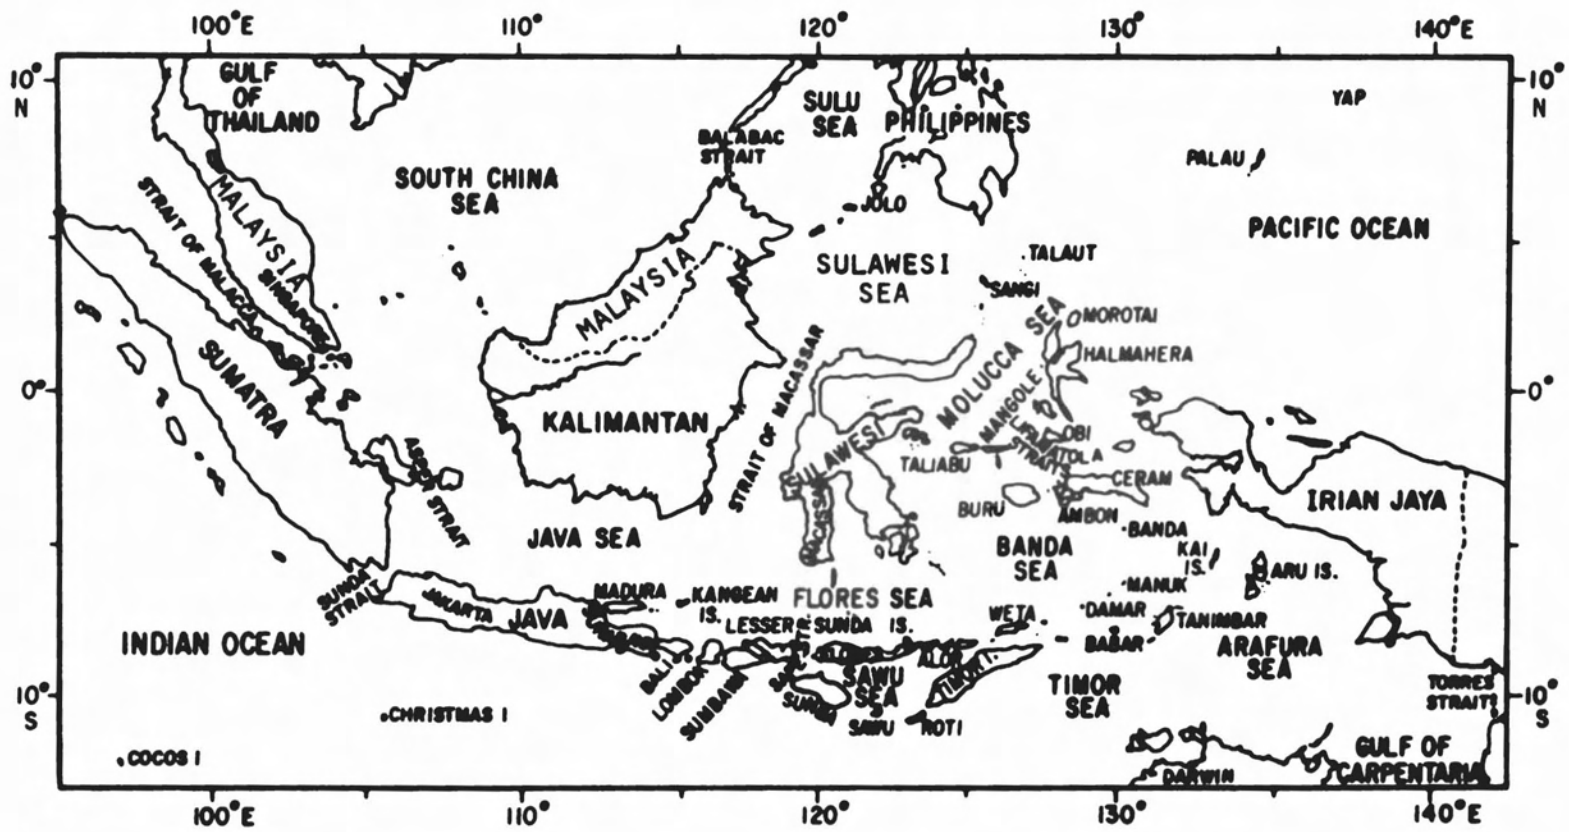 100°E
110°
120°
130°
140°E
10°
N
0°
10°
S
10°
N
0°
10°
S
GULF
OF
THAILAND
SULU
SEA
PHILIPPINES
YAP
BALABAC
STRAIT
PALAU
SOUTH CHINA
SEA
MALAYSIA
STRAIT OF MALACCA
SINGAPORE
JOLO
PACIFIC OCEAN
TALAUT
SULAWESI
SEA
SANGI
MALAYSIA
MOROTAI
HALMAHERA
MOLUCCA SEA
SUMATRA
KALIMANTAN
STRAIT OF MACASSAR
MANGOLE
OBI
LIFAMATOLA
STRAIT
SULAWESI
TALIABU
CERAM
MACASSAR
BURU
AMBON
IRIAN JAYA
ASPER STRAIT
JAVA SEA
BANDA
BANDA
SEA
KAI
IS.
ARU IS.
MANUK
SUNDA
STRAIT
MADURA
KANGEAN
IS.
FLORES SEA
JAKARTA
JAVA
LESSER SUNDA IS.
WETA
DAMAR
TANIMBAR
INDIAN OCEAN
BABAR
ARAFURA
SEA
BALI
LOMBOK
SUMBAWA
SUMBA
ALOR
SAWU
SEA
TIMOR I.
TIMOR
SEA
TORRES
STRAIT
SAWU
ROTI
CHRISTMAS I
COCOS I
DARWIN
GULF OF
CARPENTARIA
100°E
110°
120°
130°
140°E